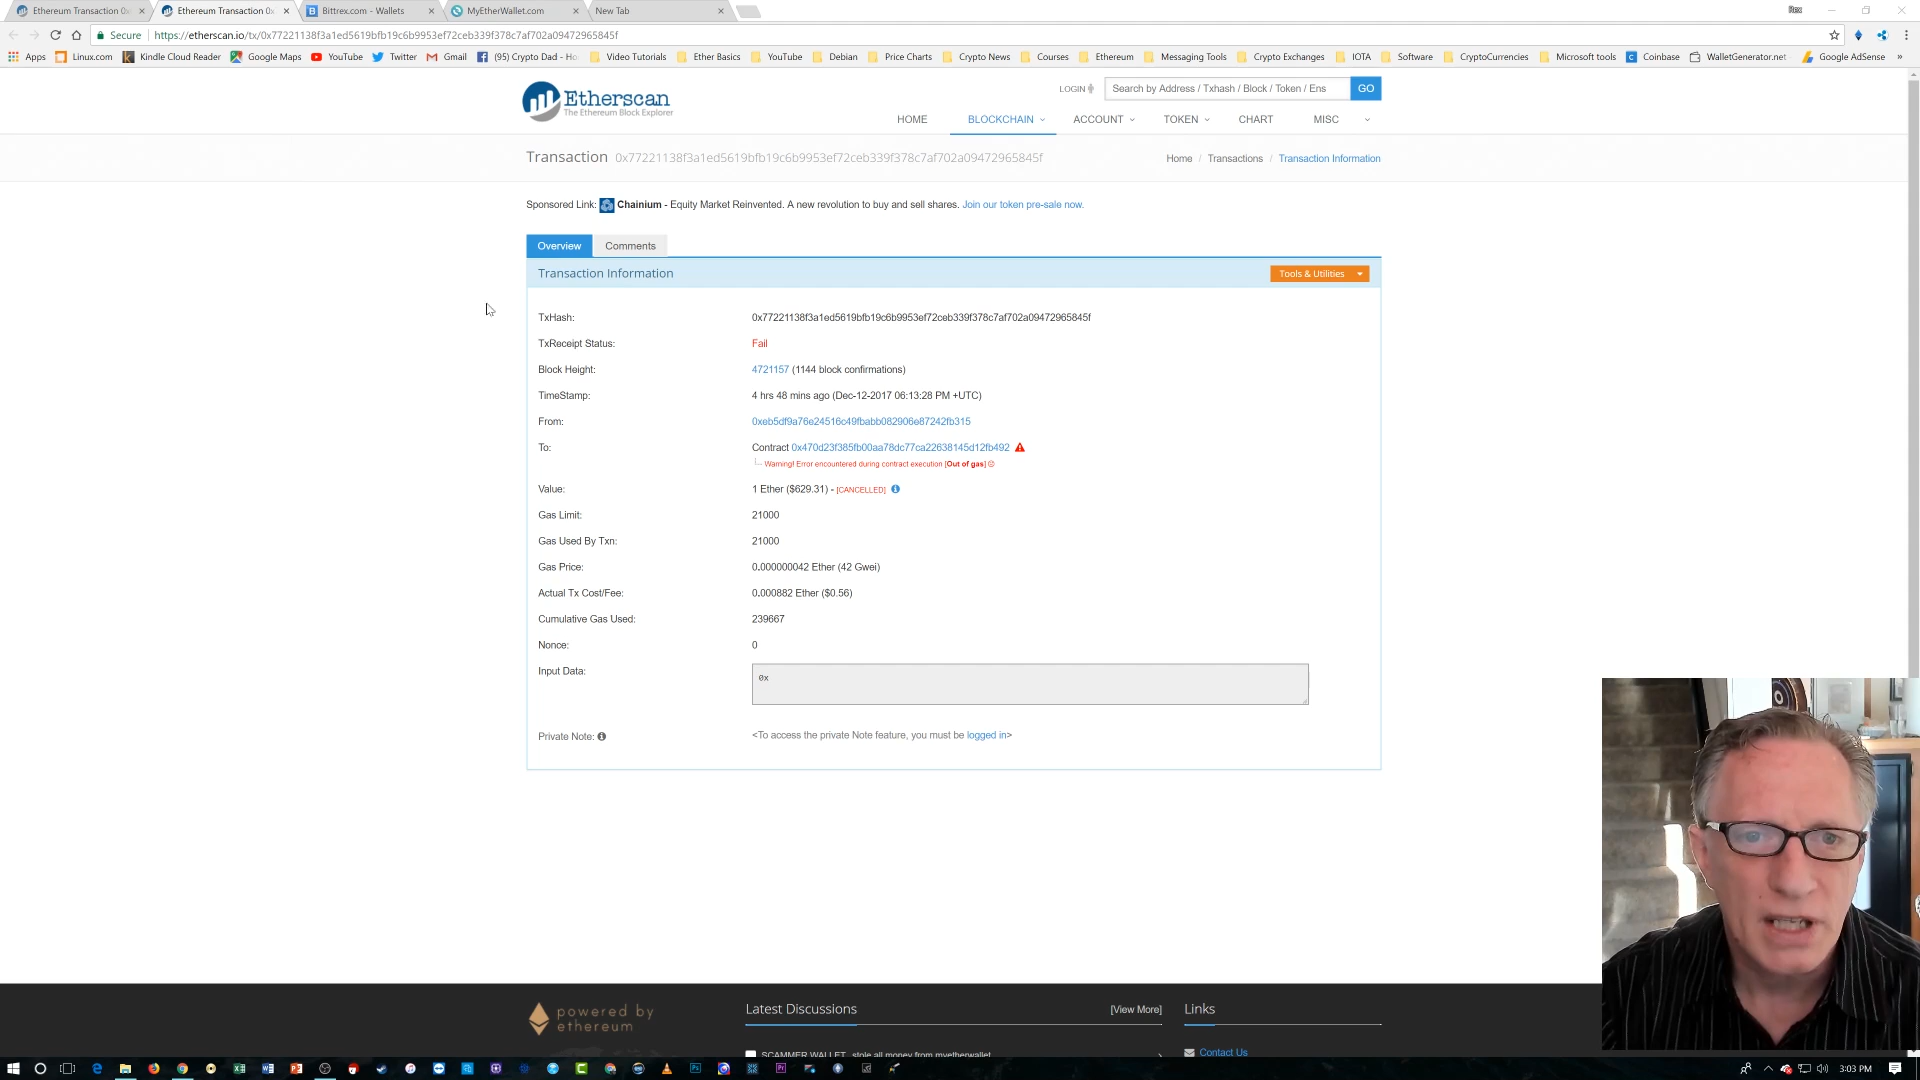 Ethereum Transaction 0x
Ethereum Transaction 0x
Bittrex.com - Wallets
MyEtherWallet.com
New Tab
Rex
Secure
https://etherscan.io/tx/0x77221138f3a1ed5619bfb19c6b9953ef72ceb339f378c7af702a09472965845f
Apps
Linux.com
Kindle Cloud Reader
Google Maps
YouTube
Twitter
Gmail
(95) Crypto Dad - Ho
Video Tutorials
Ether Basics
YouTube
Debian
Price Charts
Crypto News
Courses
Ethereum
Messaging Tools
Crypto Exchanges
IOTA
Software
CryptoCurrencies
Microsoft tools
Coinbase
WalletGenerator.net
Google AdSense
»
Etherscan
The Ethereum Block Explorer
LOGIN
Search by Address / Txhash / Block / Token / Ens
GO
HOME
BLOCKCHAIN
ACCOUNT
TOKEN
CHART
MISC
Transaction 0x77221138f3a1ed5619bfb19c6b9953ef72ceb339f378c7af702a09472965845f
Home / Transactions / Transaction Information
Sponsored Link: Chainium - Equity Market Reinvented. A new revolution to buy and sell shares. Join our token pre-sale now.
Overview
Comments
Transaction Information
Tools & Utilities
TxHash: 0x77221138f3a1ed5619bfb19c6b9953ef72ceb339f378c7af702a09472965845f
TxReceipt Status: Fail
Block Height: 4721157 (1144 block confirmations)
TimeStamp: 4 hrs 48 mins ago (Dec-12-2017 06:13:28 PM +UTC)
From: 0xeb5df9a76e24516c49fbabb082906e87242fb315
To: Contract 0x470d23f385fb00aa78dc77ca22638145d12fb492
Warning! Error encountered during contract execution [Out of gas]
Value: 1 Ether ($629.31) - [CANCELLED]
Gas Limit: 21000
Gas Used By Txn: 21000
Gas Price: 0.000000042 Ether (42 Gwei)
Actual Tx Cost/Fee: 0.000882 Ether ($0.56)
Cumulative Gas Used: 239667
Nonce: 0
Input Data: 0x
Private Note: <To access the private Note feature, you must be logged in>
powered by
ethereum
Latest Discussions
[View More]
Links
SCAMMER WALLET, stole all money from myetherwallet
Contact Us
3:03 PM